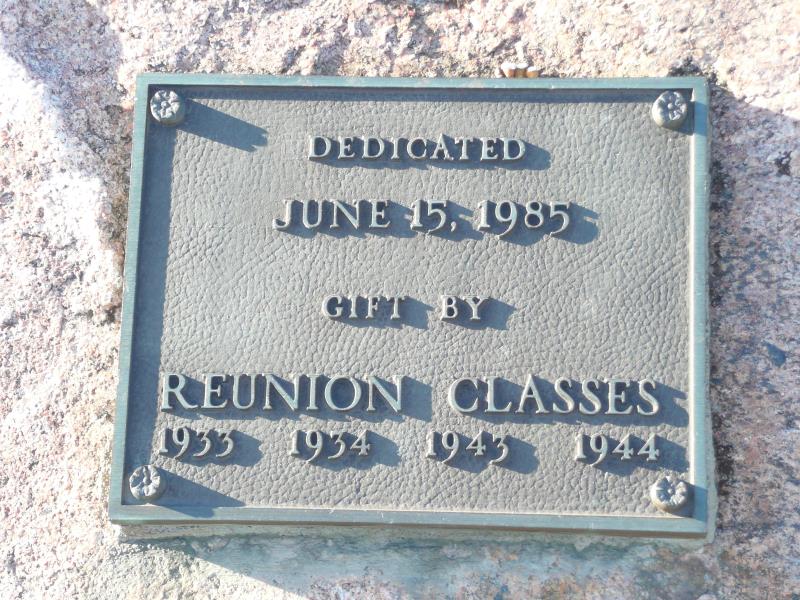 DEDICATED
JUNE 15, 1985
GIFT BY
REUNION CLASSES
1933 1934 1943 1944